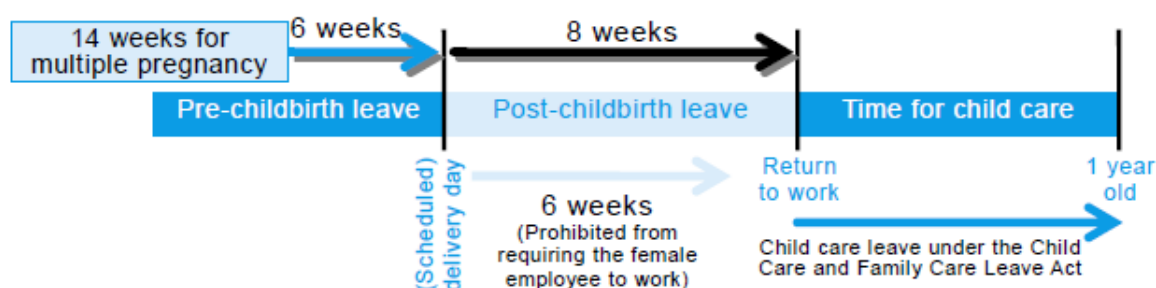 14 weeks for
multiple pregnancy
6 weeks
8 weeks
Pre-childbirth leave
Post-childbirth leave
Time for child care
(Scheduled)
delivery day
6 weeks
(Prohibited from
requiring the female
employee to work)
Return
to work
1 year
old
Child care leave under the Child
Care and Family Care Leave Act